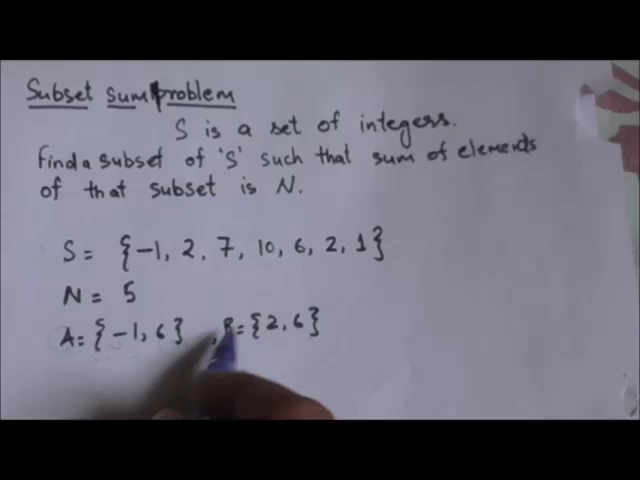 Subset sum problem
S is a set of integers.
Find a subset of 'S' such that sum of elements
of that subset is N.
S = {-1, 2, 7, 10, 6, 2, 1}
N = 5
A = {-1, 6} , B = {2, 6}